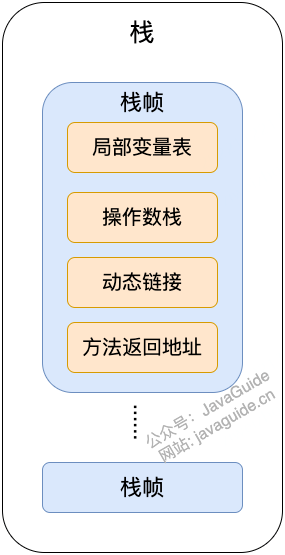 栈
栈帧
局部变量表
操作数栈
动态链接
方法返回地址
......
公众号：JavaGuide
网站: javaguide.cn
栈帧